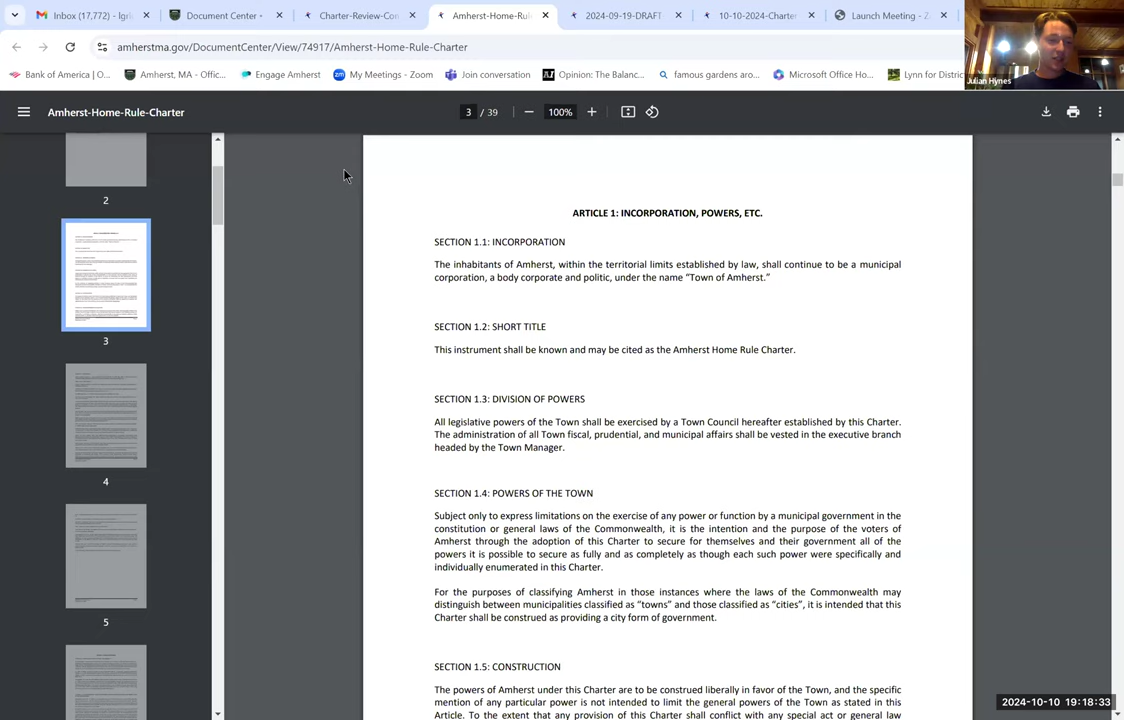 Inbox (17,772) - lgri
Document Center -
Charter-Review-Con
Amherst-Home-Rul
2024-09-19-DRAFT
10-10-2024-Charter
Launch Meeting - Z
amherstma.gov/DocumentCenter/View/74917/Amherst-Home-Rule-Charter
Bank of America | O...
Amherst, MA - Offic...
Engage Amherst
My Meetings - Zoom
Join conversation
Opinion: The Balanc...
famous gardens aro...
Microsoft Office Ho...
Lynn for Distri
Julian Hynes
Amherst-Home-Rule-Charter
3 / 39
100%
2
3
4
5
ARTICLE 1: INCORPORATION, POWERS, ETC.
SECTION 1.1: INCORPORATION
The inhabitants of Amherst, within the territorial limits established by law, shall continue to be a municipal
corporation, a body corporate and politic, under the name “Town of Amherst.”
SECTION 1.2: SHORT TITLE
This instrument shall be known and may be cited as the Amherst Home Rule Charter.
SECTION 1.3: DIVISION OF POWERS
All legislative powers of the Town shall be exercised by a Town Council hereafter established by this Charter.
The administration of all Town fiscal, prudential, and municipal affairs shall be vested in the executive branch
headed by the Town Manager.
SECTION 1.4: POWERS OF THE TOWN
Subject only to express limitations on the exercise of any power or function by a municipal government in the
constitution or general laws of the Commonwealth, it is the intention and the purpose of the voters of
Amherst through the adoption of this Charter to secure for themselves and their government all of the
powers it is possible to secure as fully and as completely as though each such power were specifically and
individually enumerated in this Charter.
For the purposes of classifying Amherst in those instances where the laws of the Commonwealth may
distinguish between municipalities classified as “towns” and those classified as “cities”, it is intended that this
Charter shall be construed as providing a city form of government.
SECTION 1.5: CONSTRUCTION
The powers of Amherst under this Charter are to be construed liberally in favor of the Town, and the specific
mention of any particular power is not intended to limit the general powers of the Town as stated in this
Article. To the extent that any provision of this Charter shall conflict with any special act or general law
2024-10-10 19:18:33